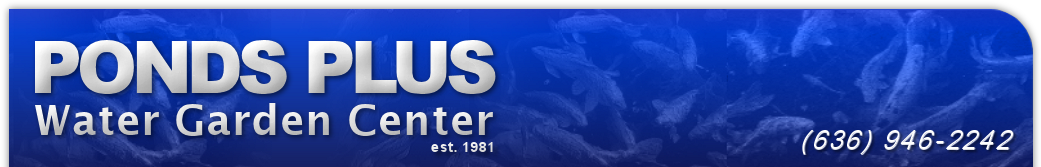 PONDS PLUS
Water Garden Center
est. 1981
(636) 946-2242